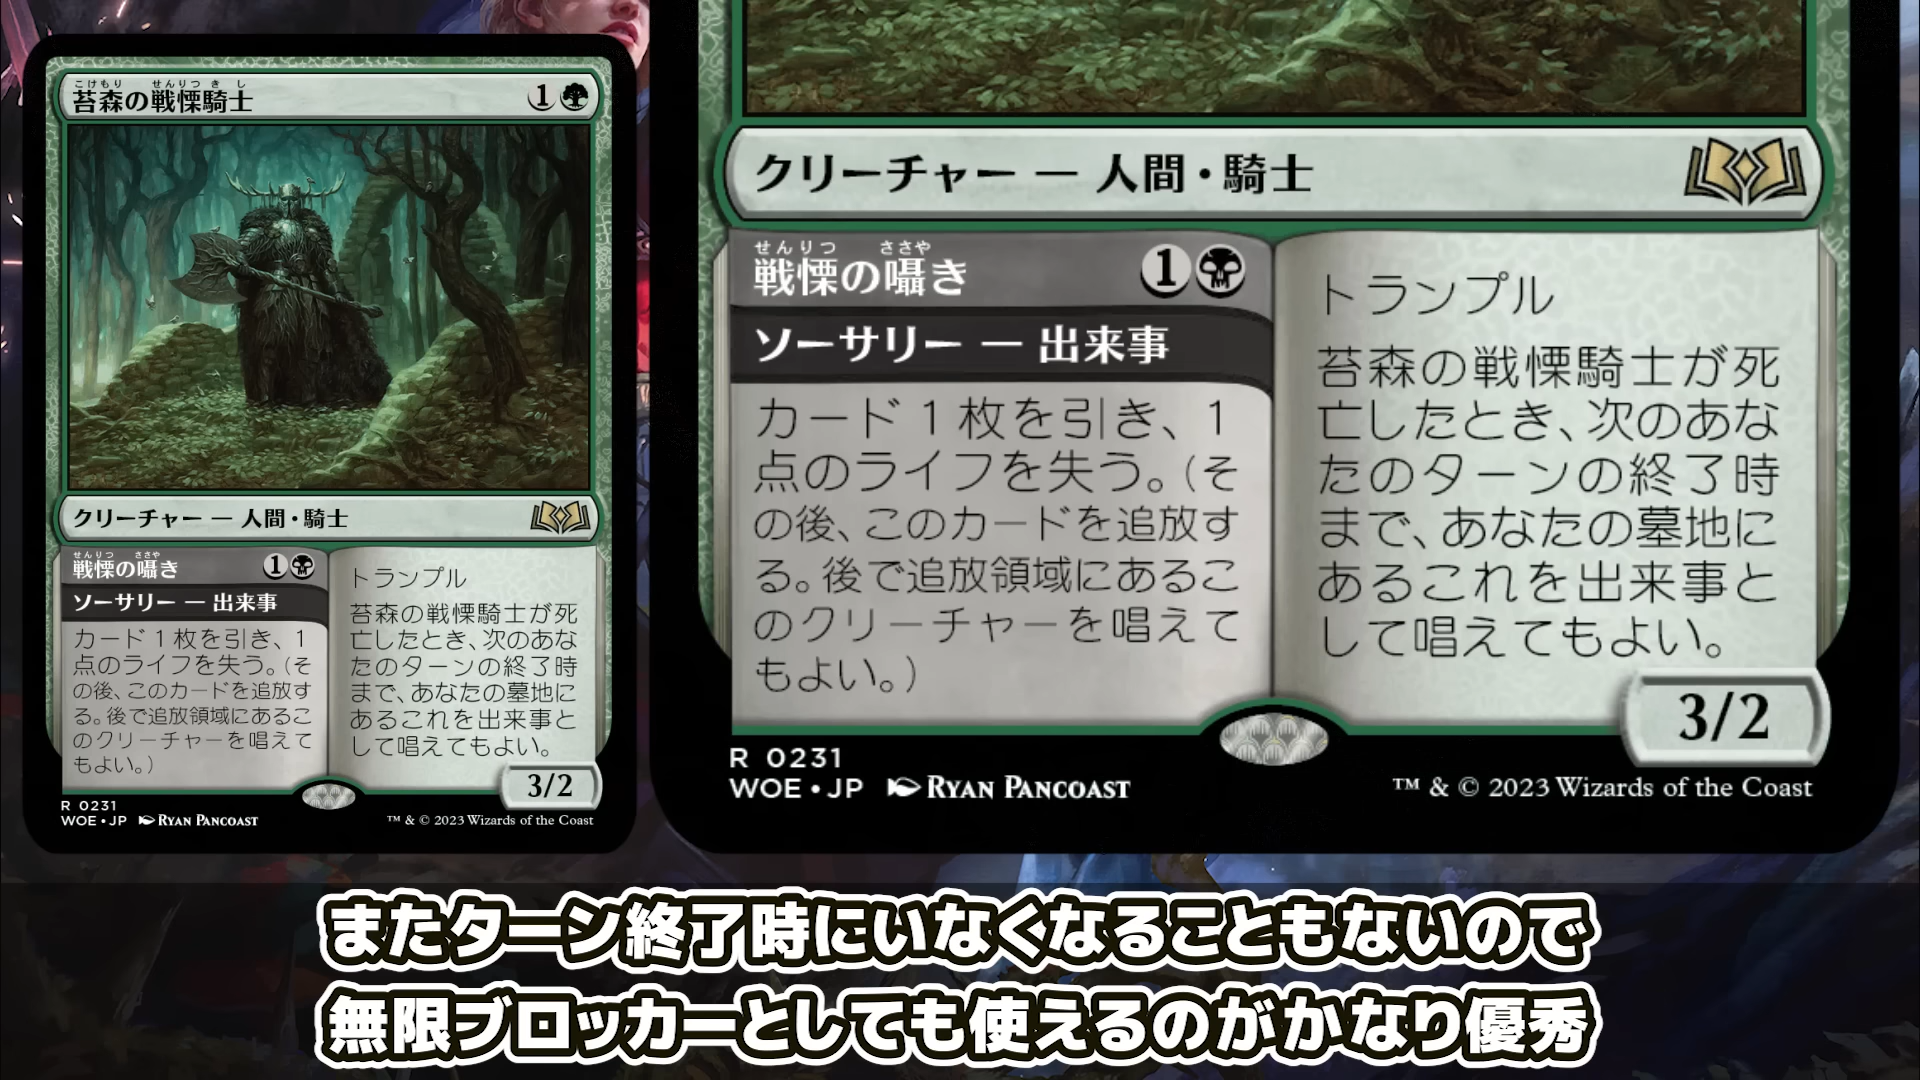 こけもり せんりつきし
苔森の戦慄騎士 1
クリーチャー — 人間・騎士
せんりつ ささや
戦慄の囁き 1
ソーサリー — 出来事
カード1枚を引き、1
点のライフを失う。(そ
の後、このカードを追放す
る。後で追放領域にあるこ
のクリーチャーを唱えて
もよい。)
トランプル
苔森の戦慄騎士が死
亡したとき、次のあな
たのターンの終了時
まで、あなたの墓地に
あるこれを出来事と
して唱えてもよい。
3/2
R 0231
WOE • JP RYAN PANCOAST
™ & © 2023 Wizards of the Coast
クリーチャー — 人間・騎士
せんりつ ささや
戦慄の囁き 1
ソーサリー — 出来事
カード1枚を引き、1
点のライフを失う。(そ
の後、このカードを追放す
る。後で追放領域にあるこ
のクリーチャーを唱えて
もよい。)
トランプル
苔森の戦慄騎士が死
亡したとき、次のあな
たのターンの終了時
まで、あなたの墓地に
あるこれを出来事と
して唱えてもよい。
3/2
R 0231
WOE • JP RYAN PANCOAST
™ & © 2023 Wizards of the Coast
またターン終了時にいなくなることもないので
無限ブロッカーとしても使えるのがかなり優秀